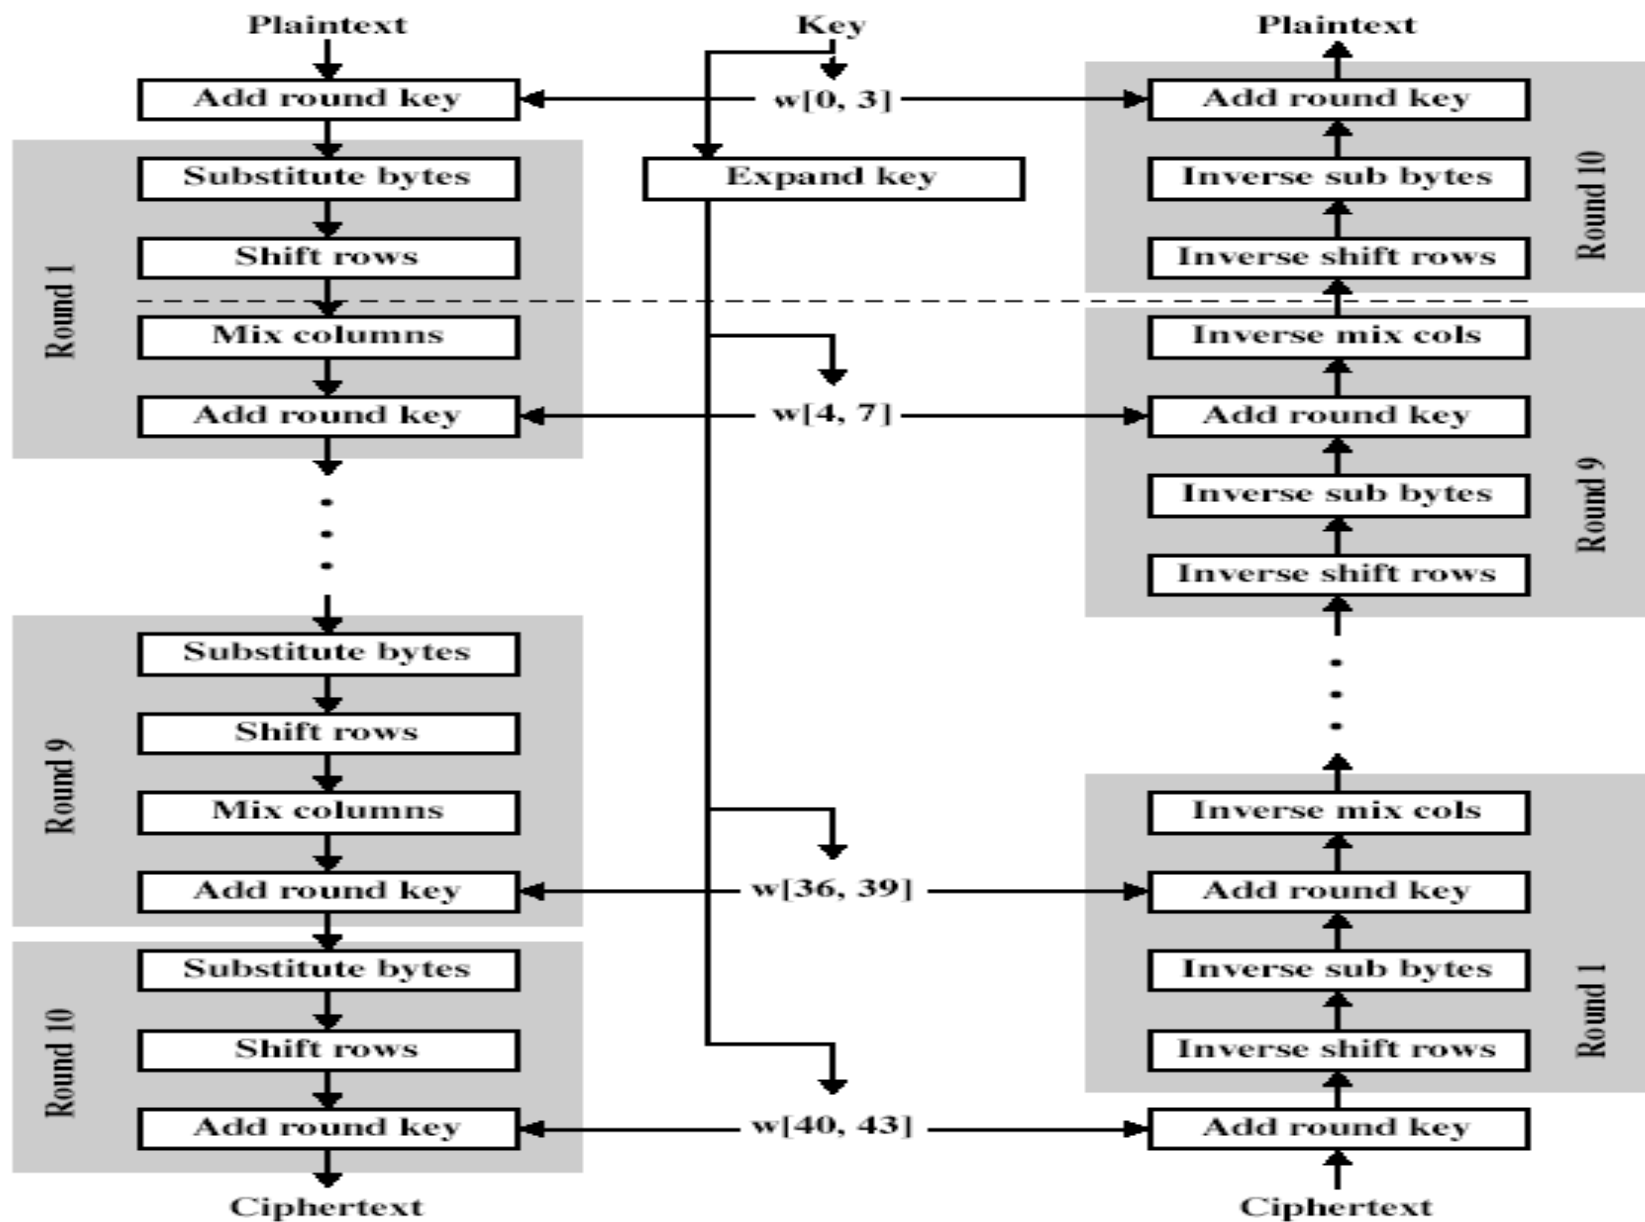 Plaintext
Add round key
Round 1
Substitute bytes
Shift rows
Mix columns
Add round key
Round 9
Substitute bytes
Shift rows
Mix columns
Add round key
Round 10
Substitute bytes
Shift rows
Add round key
Ciphertext
Key
w[0, 3]
Expand key
w[4, 7]
w[36, 39]
w[40, 43]
Plaintext
Add round key
Inverse sub bytes
Inverse shift rows
Round 10
Inverse mix cols
Add round key
Inverse sub bytes
Inverse shift rows
Round 9
Inverse mix cols
Add round key
Inverse sub bytes
Inverse shift rows
Round 1
Add round key
Ciphertext